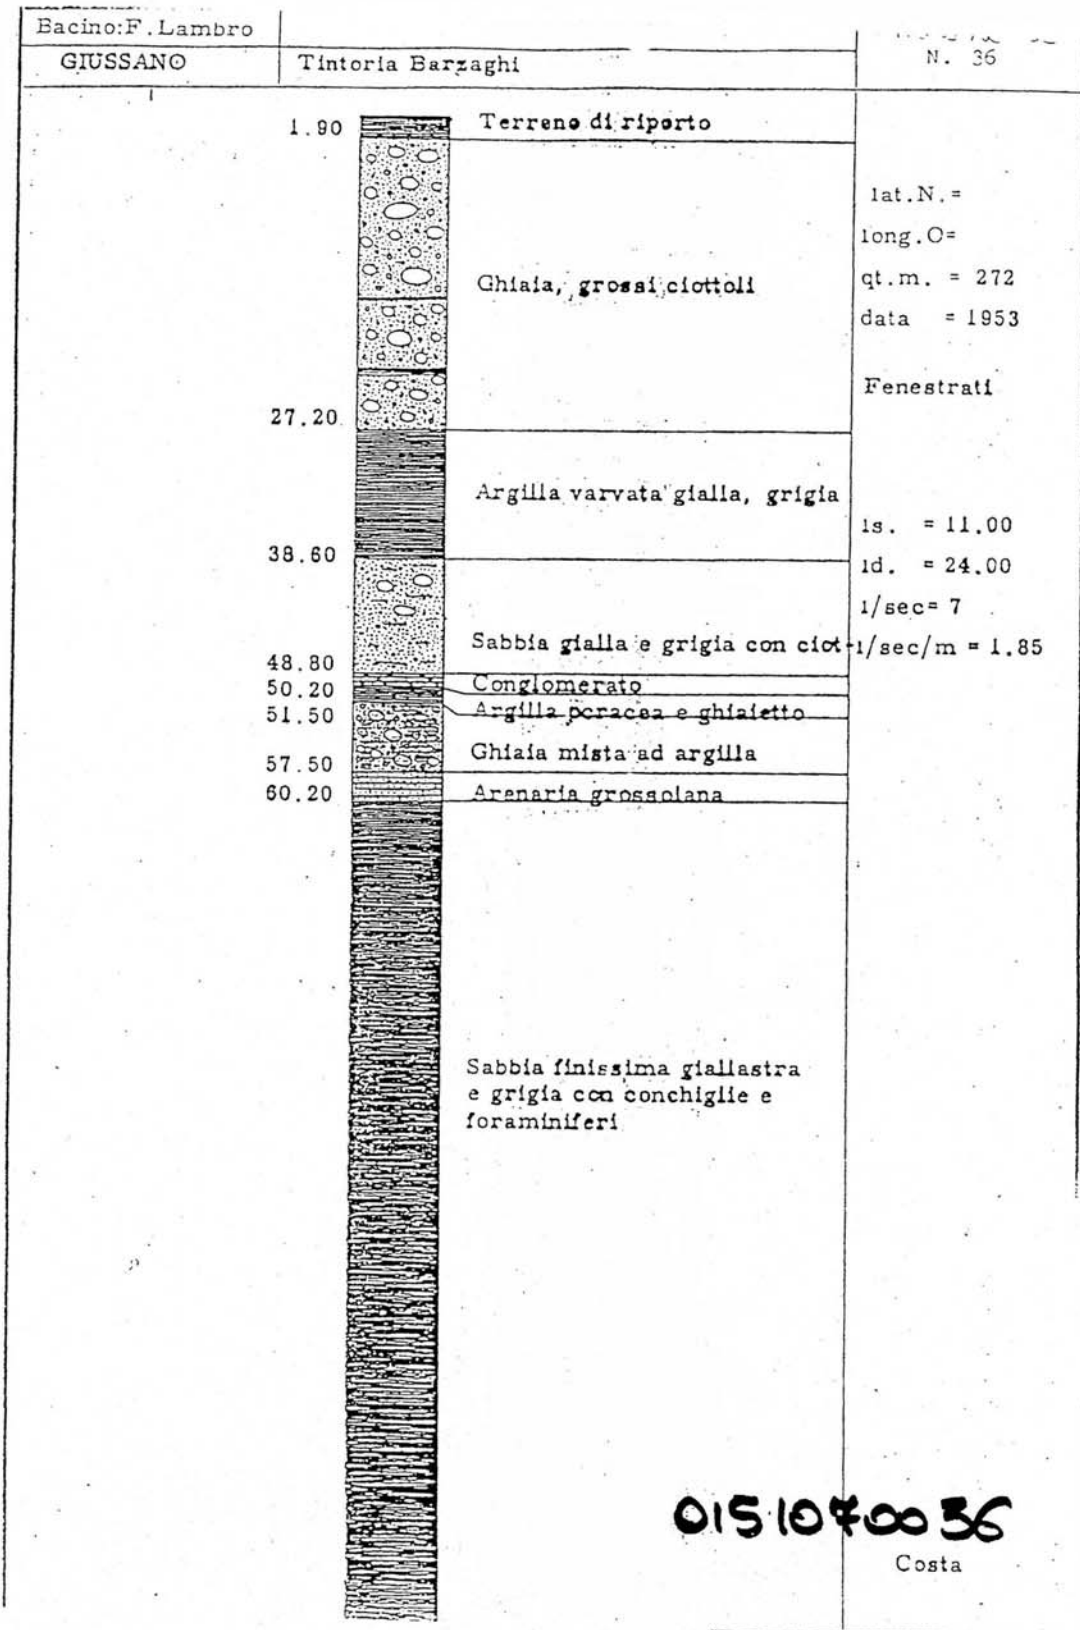 Bacino:F.Lambro
GIUSSANO
Tintoria Barzaghi
N. 36
1.90
Terreno di riporto
lat.N.=
long.O=
Ghiaia, grossi ciottoli
qt.m. = 272
data = 1953
Fenestrati
27.20
Argilla varvata gialla, grigia
ls. = 11.00
38.60
ld. = 24.00
l/sec= 7
Sabbia gialla e grigia con ciot
l/sec/m = 1.85
48.80
Conglomerato
50.20
Argilla poracea e ghiaietto
51.50
Ghiaia mista ad argilla
57.50
60.20
Arenaria grossolana
Sabbia finissima giallastra
e grigia con conchiglie e
foraminiferi
0151070036
Costa